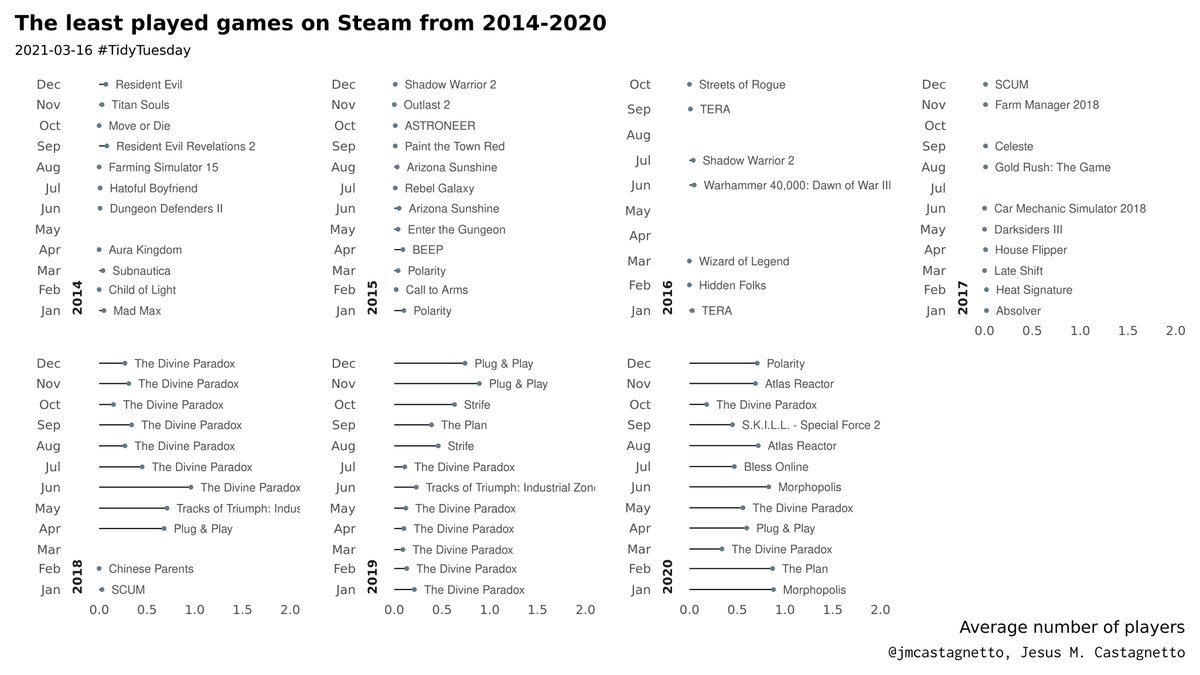 The least played games on Steam from 2014-2020
2021-03-16 #TidyTuesday
2014
Dec Resident Evil
Nov Titan Souls
Oct Move or Die
Sep Resident Evil Revelations 2
Aug Farming Simulator 15
Jul Hatoful Boyfriend
Jun Dungeon Defenders II
May
Apr Aura Kingdom
Mar Subnautica
Feb Child of Light
Jan Mad Max
2015
Dec Shadow Warrior 2
Nov Outlast 2
Oct ASTRONEER
Sep Paint the Town Red
Aug Arizona Sunshine
Jul Rebel Galaxy
Jun Arizona Sunshine
May Enter the Gungeon
Apr BEEP
Mar Polarity
Feb Call to Arms
Jan Polarity
2016
Oct Streets of Rogue
Sep TERA
Aug
Jul Shadow Warrior 2
Jun Warhammer 40,000: Dawn of War III
May
Apr
Mar Wizard of Legend
Feb Hidden Folks
Jan TERA
2017
Dec SCUM
Nov Farm Manager 2018
Oct
Sep Celeste
Aug Gold Rush: The Game
Jul
Jun Car Mechanic Simulator 2018
May Darksiders III
Apr House Flipper
Mar Late Shift
Feb Heat Signature
Jan Absolver
0.0 0.5 1.0 1.5 2.0
2018
Dec The Divine Paradox
Nov The Divine Paradox
Oct The Divine Paradox
Sep The Divine Paradox
Aug The Divine Paradox
Jul The Divine Paradox
Jun The Divine Paradox
May Tracks of Triumph: Indus
Apr Plug & Play
Mar
Feb Chinese Parents
Jan SCUM
0.0 0.5 1.0 1.5 2.0
2019
Dec Plug & Play
Nov Plug & Play
Oct Strife
Sep The Plan
Aug Strife
Jul The Divine Paradox
Jun Tracks of Triumph: Industrial Zone
May The Divine Paradox
Apr The Divine Paradox
Mar The Divine Paradox
Feb The Divine Paradox
Jan The Divine Paradox
0.0 0.5 1.0 1.5 2.0
2020
Dec Polarity
Nov Atlas Reactor
Oct The Divine Paradox
Sep S.K.I.L.L. - Special Force 2
Aug Atlas Reactor
Jul Bless Online
Jun Morphopolis
May The Divine Paradox
Apr Plug & Play
Mar The Divine Paradox
Feb The Plan
Jan Morphopolis
0.0 0.5 1.0 1.5 2.0
Average number of players
@jmcastagnetto, Jesus M. Castagnetto